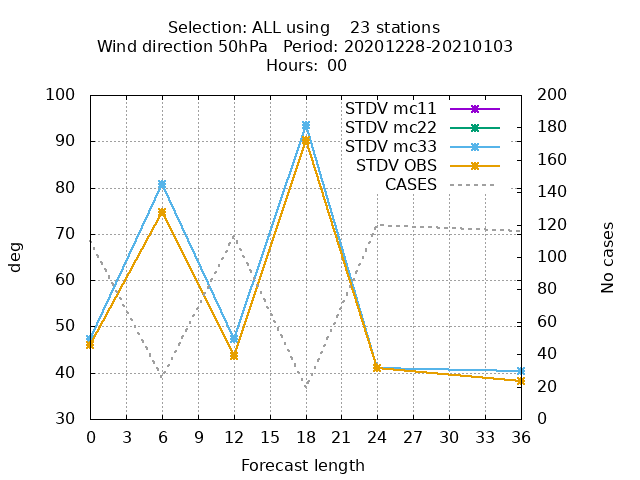 Selection: ALL using 23 stations
Wind direction 50hPa Period: 20201228-20210103
Hours: 00
100
90
80
70
60
50
40
30
deg
STDV mc11
STDV mc22
STDV mc33
STDV OBS
CASES
200
180
160
140
120
100
80
60
40
20
0
No cases
0 3 6 9 12 15 18 21 24 27 30 33 36
Forecast length